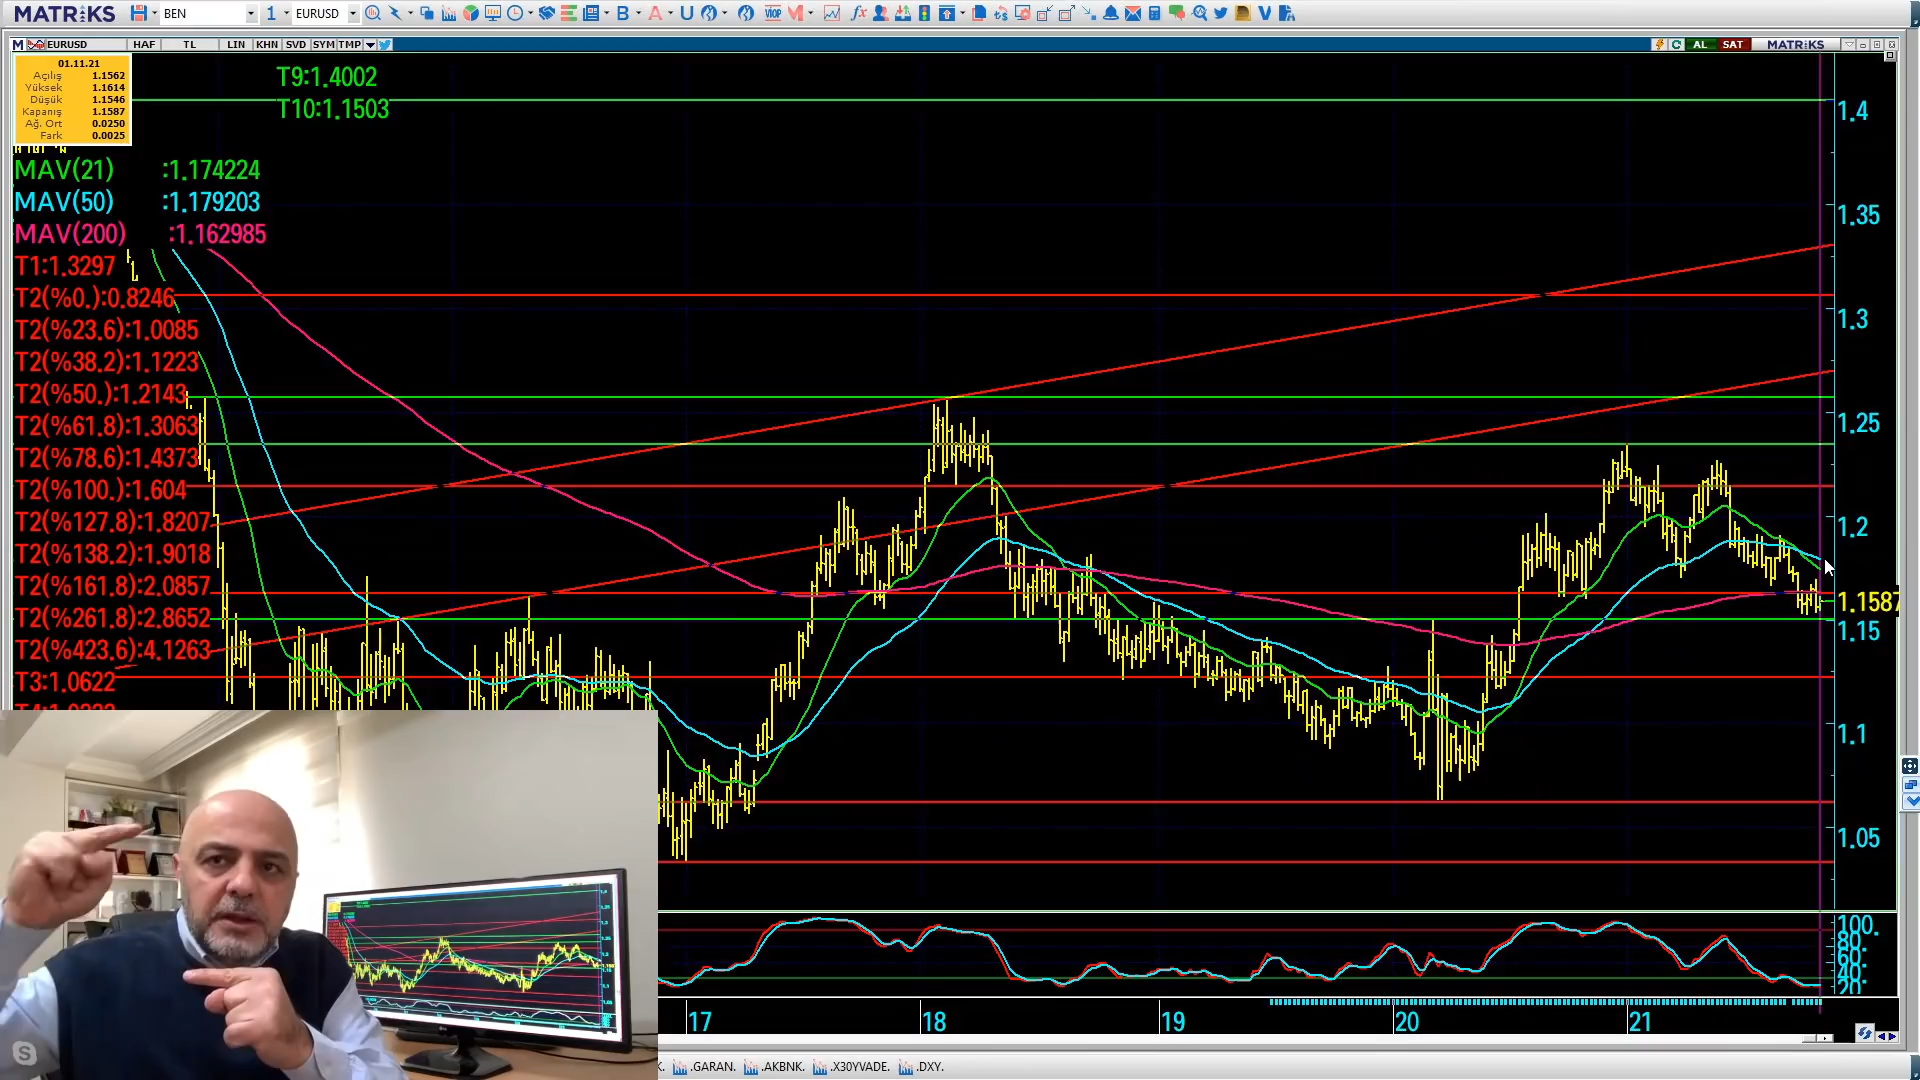 MATRiKS BEN 1 EURUSD B A U VIOP M fx V
M EURUSD HAF TL LIN KHN SVD SYM TMP AL SAT MATRiKS
01.11.21
Açılış 1.1562
Yüksek 1.1614
Düşük 1.1546
Kapanış 1.1587
Ağ. Ort 0.0250
Fark 0.0025
T9:1.4002
T10:1.1503
MAV(21) :1.174224
MAV(50) :1.179203
MAV(200) :1.162985
T1:1.3297
T2(%0.):0.8246
T2(%23.6):1.0085
T2(%38.2):1.1223
T2(%50.):1.2143
T2(%61.8):1.3063
T2(%78.6):1.4373
T2(%100.):1.604
T2(%127.8):1.8207
T2(%138.2):1.9018
T2(%161.8):2.0857
T2(%261.8):2.8652
T2(%423.6):4.1263
T3:1.0622
1.4
1.35
1.3
1.25
1.2
1.1587
1.15
1.1
1.05
100.
80.
60.
40.
20.
17 18 19 20 21
.GARAN. .AKBNK. .X30YVADE. .DXY.